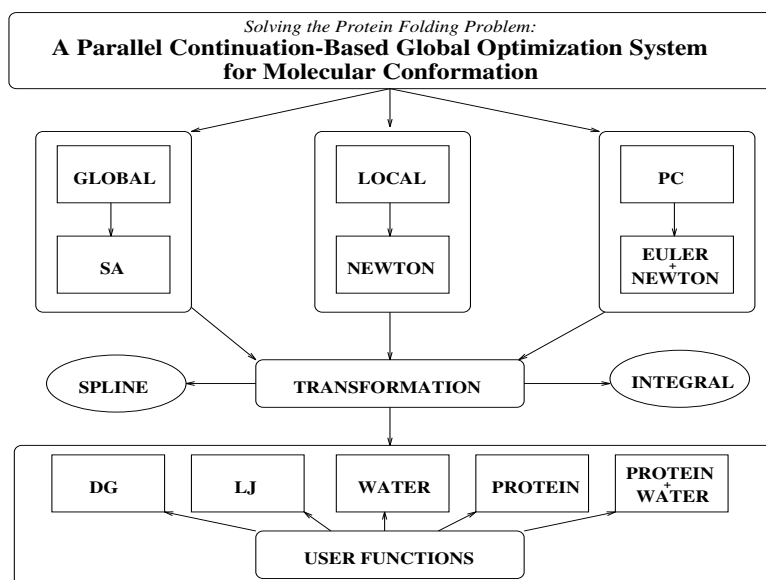 Solving the Protein Folding Problem:
A Parallel Continuation-Based Global Optimization System
for Molecular Conformation
GLOBAL
SA
LOCAL
NEWTON
PC
EULER
+
NEWTON
SPLINE
TRANSFORMATION
INTEGRAL
DG
LJ
WATER
PROTEIN
PROTEIN
+
WATER
USER FUNCTIONS